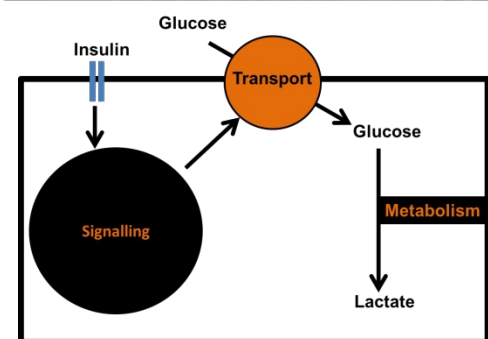 Glucose
Insulin
Transport
Glucose
Metabolism
Signalling
Lactate